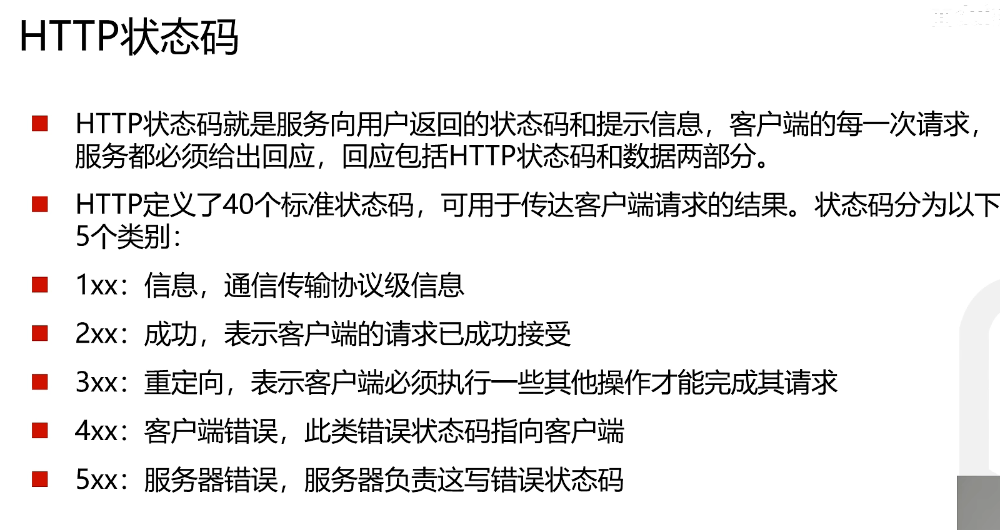 HTTP状态码
HTTP状态码就是服务向用户返回的状态码和提示信息，客户端的每一次请求，
服务都必须给出回应，回应包括HTTP状态码和数据两部分。
HTTP定义了40个标准状态码，可用于传达客户端请求的结果。状态码分为以下
5个类别：
1xx：信息，通信传输协议级信息
2xx：成功，表示客户端的请求已成功接受
3xx：重定向，表示客户端必须执行一些其他操作才能完成其请求
4xx：客户端错误，此类错误状态码指向客户端
5xx：服务器错误，服务器负责这写错误状态码